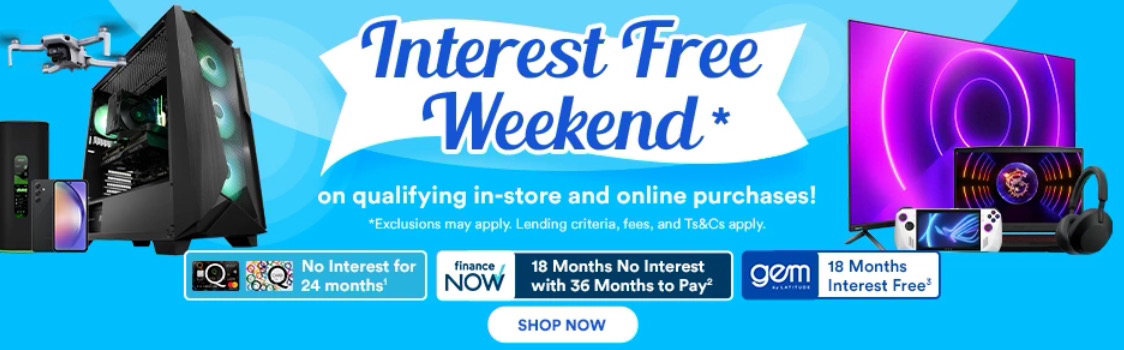 Interest Free
Weekend*
on qualifying in-store and online purchases!
*Exclusions may apply. Lending criteria, fees, and Ts&Cs apply.
Q
No Interest for
24 months¹
finance
NOW
18 Months No Interest
with 36 Months to Pay²
gem
by LATITUDE
18 Months
Interest Free³
SHOP NOW